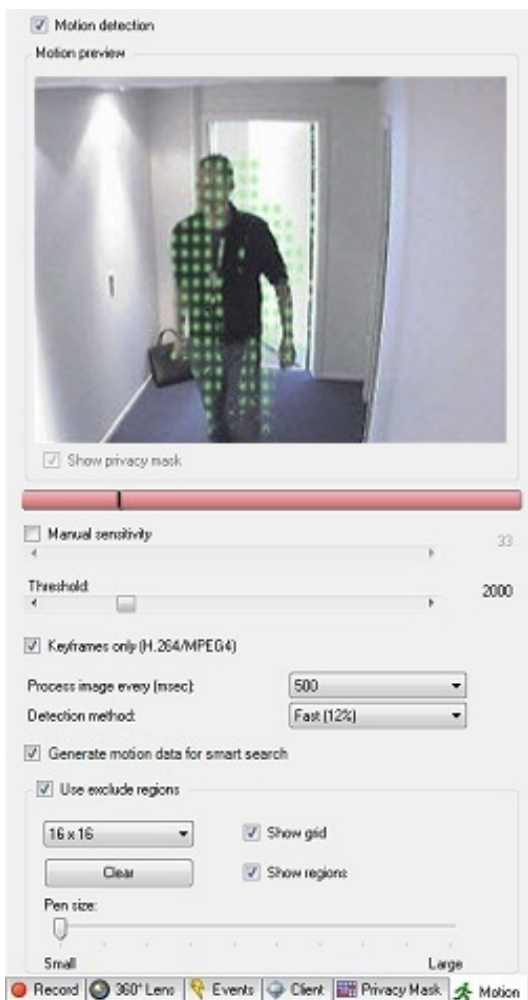 Motion detection
Motion preview
Show privacy mask
Manual sensitivity
33
Threshold:
2000
Keyframes only (H.264/MPEG4)
Process image every (msec):
500
Detection method:
Fast (12%)
Generate motion data for smart search
Use exclude regions
16 x 16
Show grid
Clear
Show regions
Pen size:
Small Large
Record 360° Lens Events Client Privacy Mask Motion